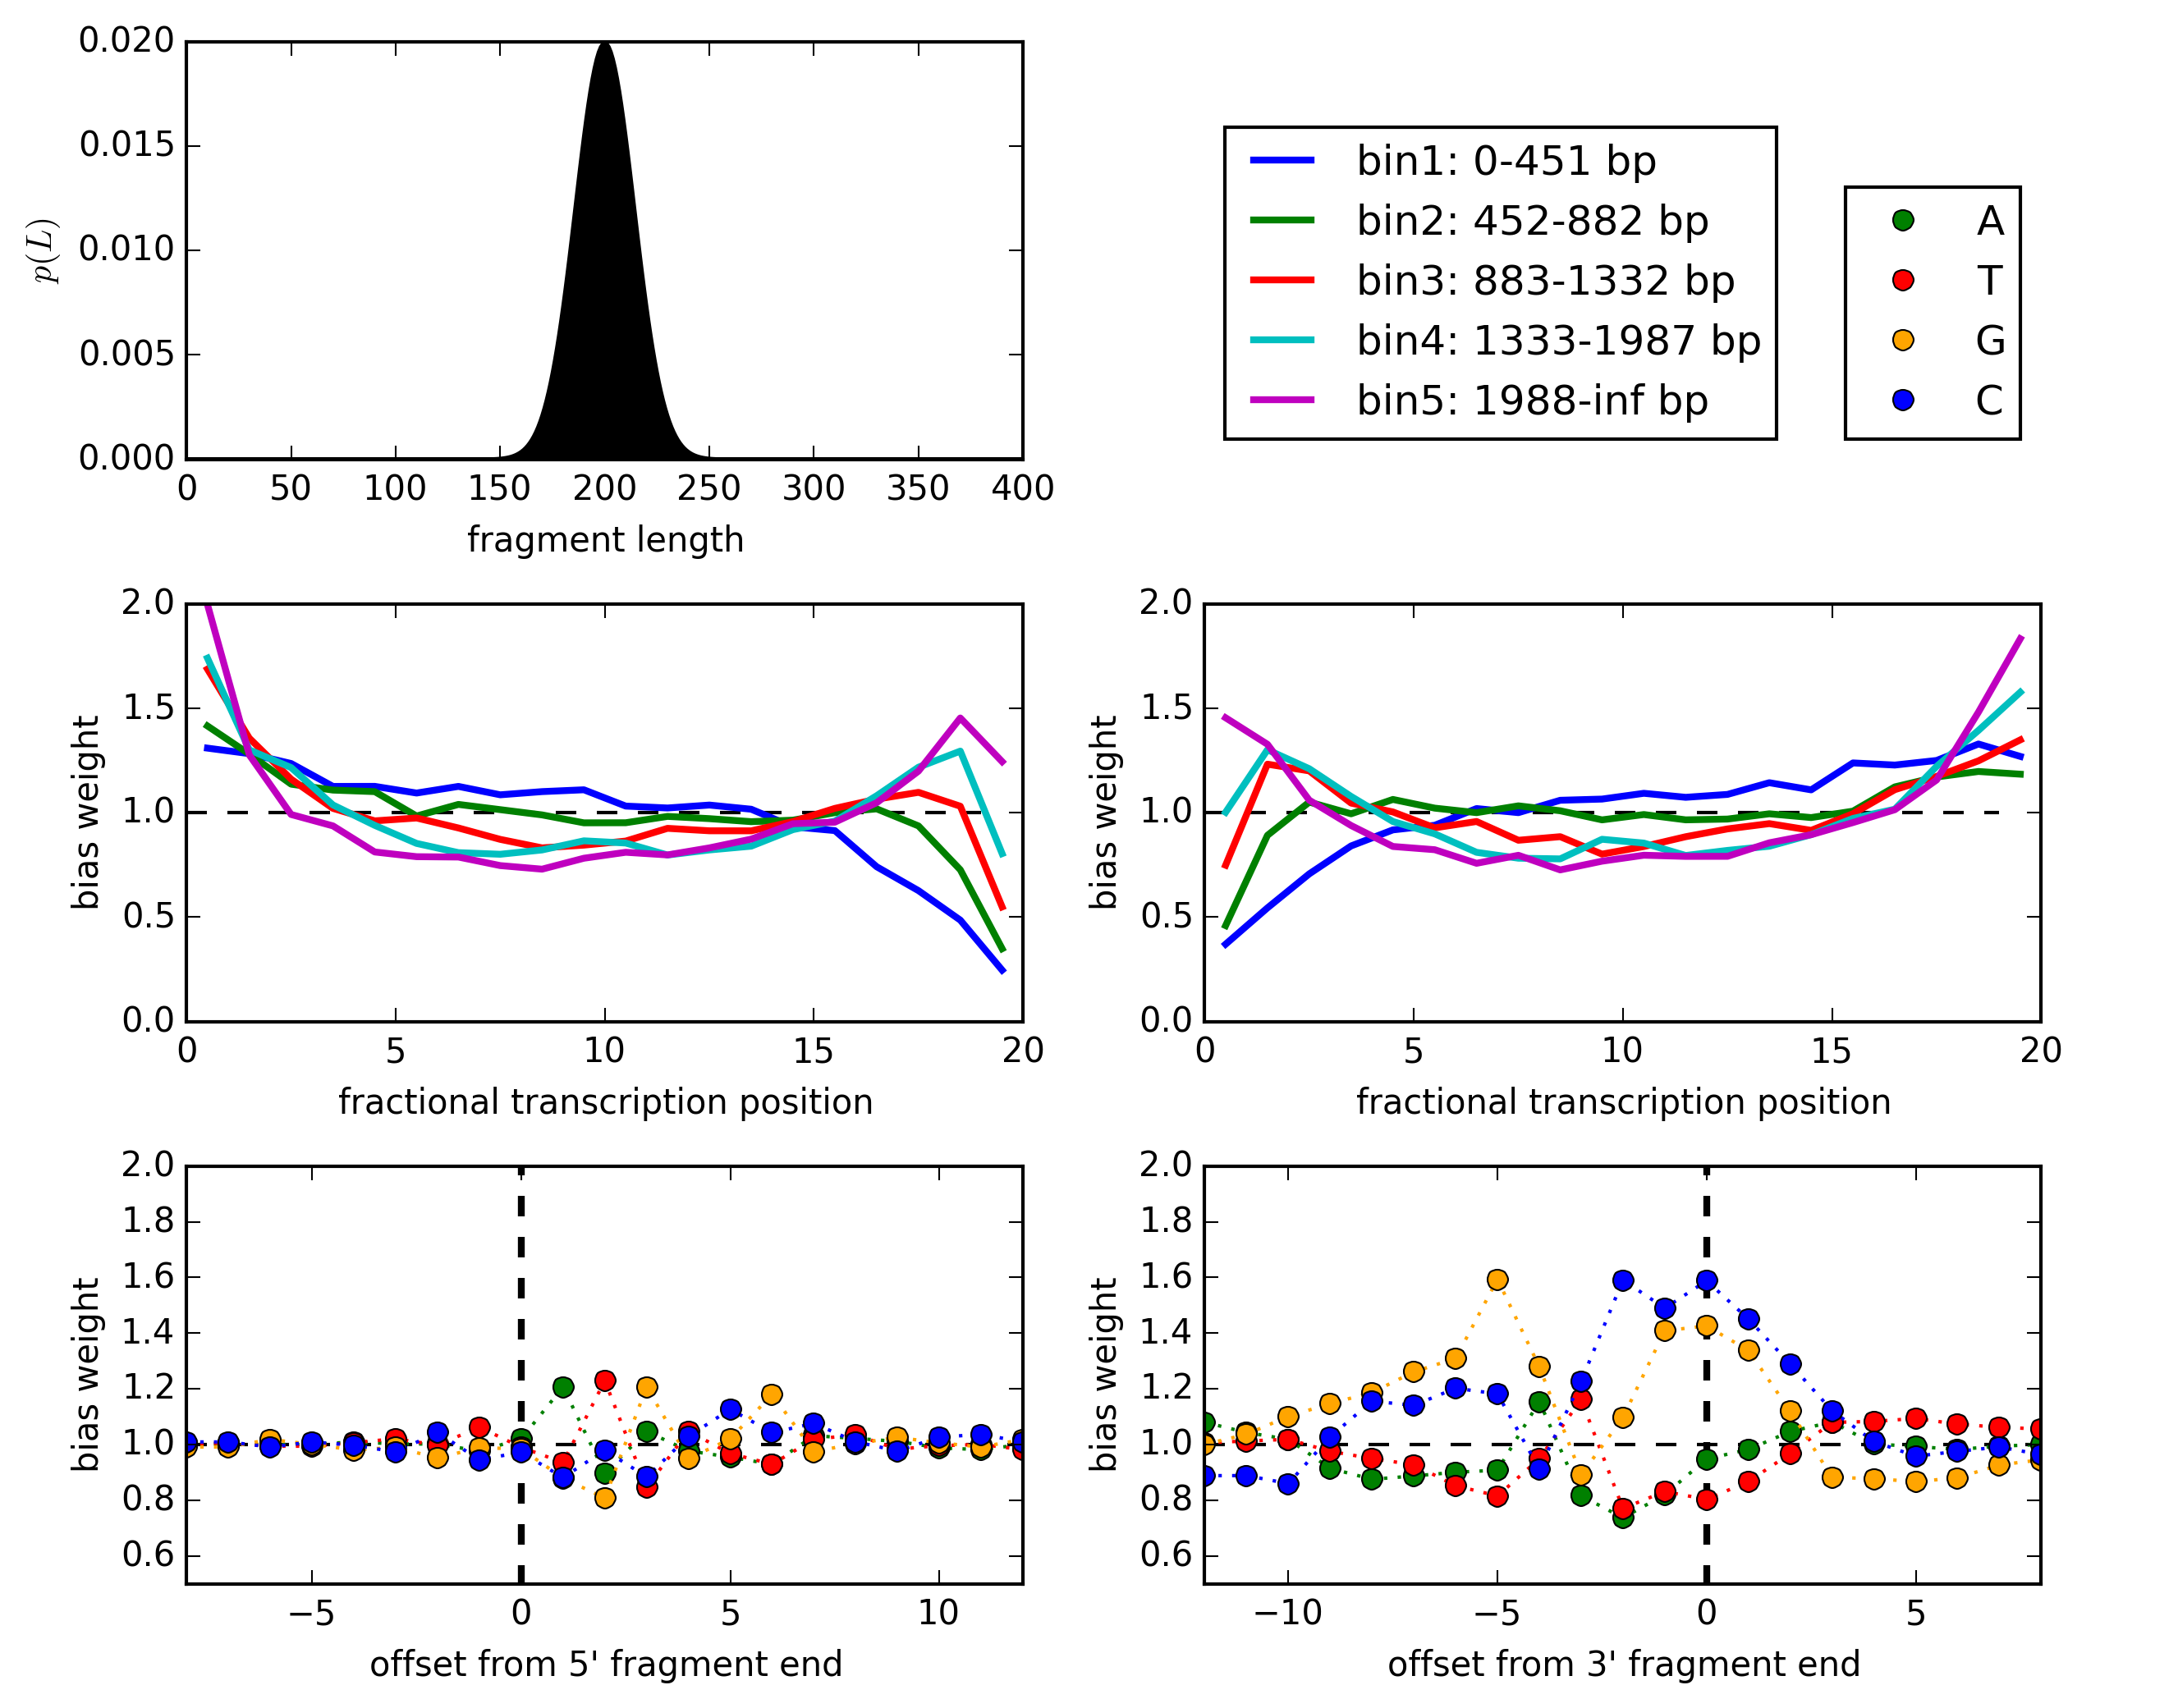 0.020
0.015
0.010
0.005
0.000
p(L)
0 50 100 150 200 250 300 350 400
fragment length
bin1: 0-451 bp
bin2: 452-882 bp
bin3: 883-1332 bp
bin4: 1333-1987 bp
bin5: 1988-inf bp
A
T
G
C
2.0
1.5
1.0
0.5
0.0
bias weight
0 5 10 15 20
fractional transcription position
2.0
1.5
1.0
0.5
0.0
bias weight
0 5 10 15 20
fractional transcription position
2.0
1.8
1.6
1.4
1.2
1.0
0.8
0.6
bias weight
−5 0 5 10
offset from 5' fragment end
2.0
1.8
1.6
1.4
1.2
1.0
0.8
0.6
bias weight
−10 −5 0 5
offset from 3' fragment end